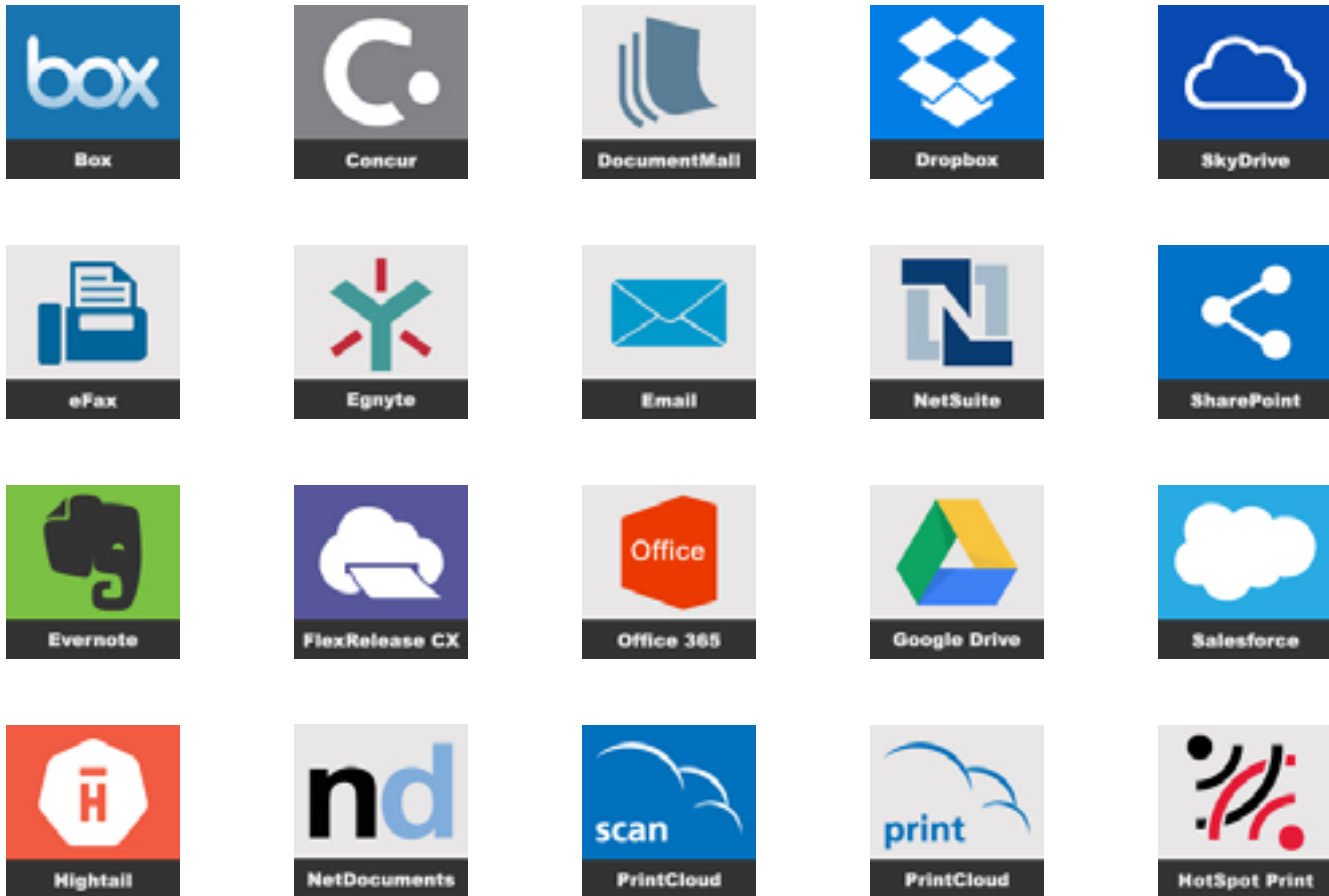 box
Box
Concur
DocumentMall
Dropbox
SkyDrive
eFax
Egnyte
Email
N
NetSuite
SharePoint
Evernote
FlexRelease CX
Office
Office 365
Google Drive
Salesforce
H
Hightail
nd
NetDocuments
scan
PrintCloud
print
PrintCloud
HotSpot Print